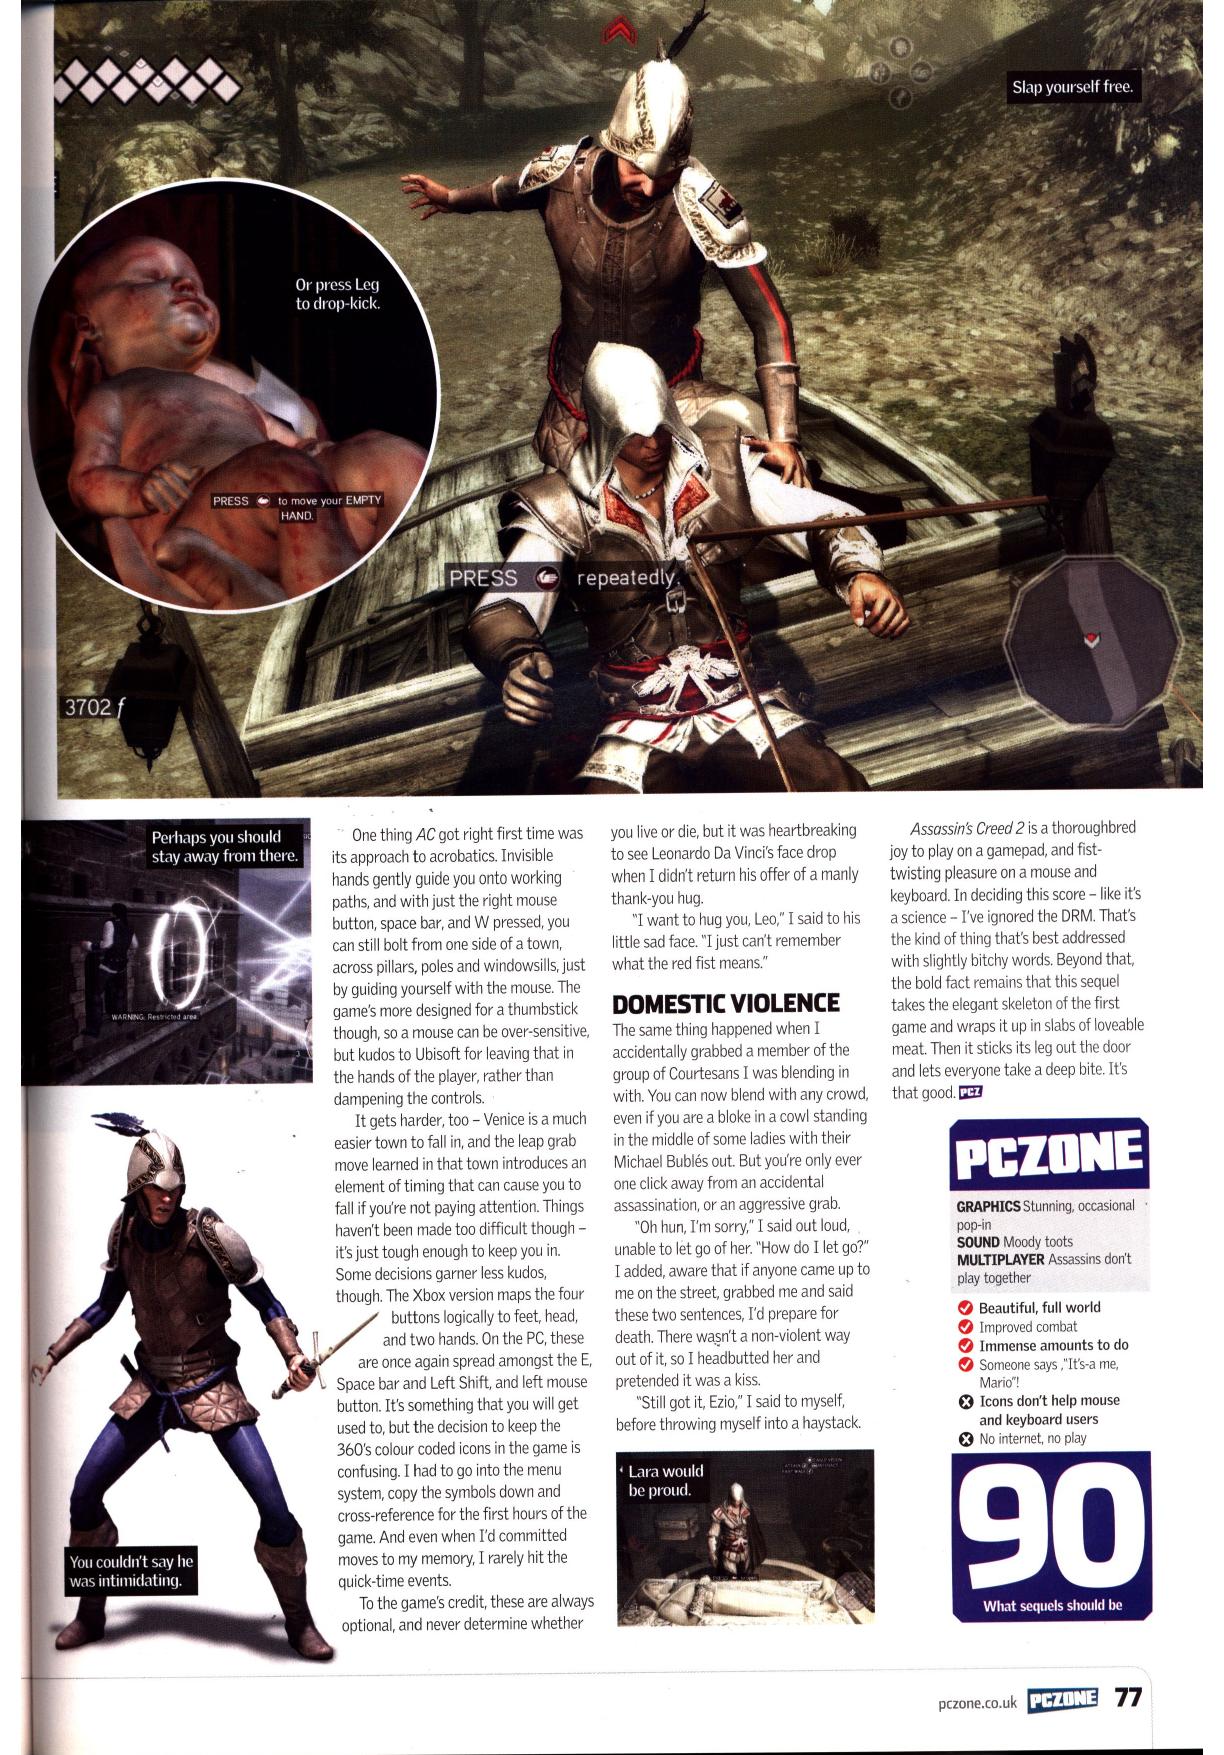 Slap yourself free.
Or press Leg
to drop-kick.
PRESS to move your EMPTY
HAND.
PRESS repeatedly.
3702 f
Perhaps you should
stay away from there.
WARNING: Restricted area.
You couldn't say he
was intimidating.
One thing AC got right first time was
its approach to acrobatics. Invisible
hands gently guide you onto working
paths, and with just the right mouse
button, space bar, and W pressed, you
can still bolt from one side of a town,
across pillars, poles and windowsills, just
by guiding yourself with the mouse. The
game's more designed for a thumbstick
though, so a mouse can be over-sensitive,
but kudos to Ubisoft for leaving that in
the hands of the player, rather than
dampening the controls.
It gets harder, too – Venice is a much
easier town to fall in, and the leap grab
move learned in that town introduces an
element of timing that can cause you to
fall if you're not paying attention. Things
haven't been made too difficult though –
it's just tough enough to keep you in.
Some decisions garner less kudos,
though. The Xbox version maps the four
buttons logically to feet, head,
and two hands. On the PC, these
are once again spread amongst the E,
Space bar and Left Shift, and left mouse
button. It's something that you will get
used to, but the decision to keep the
360's colour coded icons in the game is
confusing. I had to go into the menu
system, copy the symbols down and
cross-reference for the first hours of the
game. And even when I'd committed
moves to my memory, I rarely hit the
quick-time events.
To the game's credit, these are always
optional, and never determine whether
you live or die, but it was heartbreaking
to see Leonardo Da Vinci's face drop
when I didn't return his offer of a manly
thank-you hug.
"I want to hug you, Leo," I said to his
little sad face. "I just can't remember
what the red fist means."
DOMESTIC VIOLENCE
The same thing happened when I
accidentally grabbed a member of the
group of Courtesans I was blending in
with. You can now blend with any crowd,
even if you are a bloke in a cowl standing
in the middle of some ladies with their
Michael Bublés out. But you're only ever
one click away from an accidental
assassination, or an aggressive grab.
"Oh hun, I'm sorry," I said out loud,
unable to let go of her. "How do I let go?"
I added, aware that if anyone came up to
me on the street, grabbed me and said
these two sentences, I'd prepare for
death. There wasn't a non-violent way
out of it, so I headbutted her and
pretended it was a kiss.
"Still got it, Ezio," I said to myself,
before throwing myself into a haystack.
Lara would
be proud.
Assassin's Creed 2 is a thoroughbred
joy to play on a gamepad, and fist-
twisting pleasure on a mouse and
keyboard. In deciding this score – like it's
a science – I've ignored the DRM. That's
the kind of thing that's best addressed
with slightly bitchy words. Beyond that,
the bold fact remains that this sequel
takes the elegant skeleton of the first
game and wraps it up in slabs of loveable
meat. Then it sticks its leg out the door
and lets everyone take a deep bite. It's
that good. PCZ
PCZONE
GRAPHICS Stunning, occasional
pop-in
SOUND Moody toots
MULTIPLAYER Assassins don't
play together
Beautiful, full world
Improved combat
Immense amounts to do
Someone says ,"It's-a me,
Mario"!
Icons don't help mouse
and keyboard users
No internet, no play
90
What sequels should be
pczone.co.uk PCZONE 77